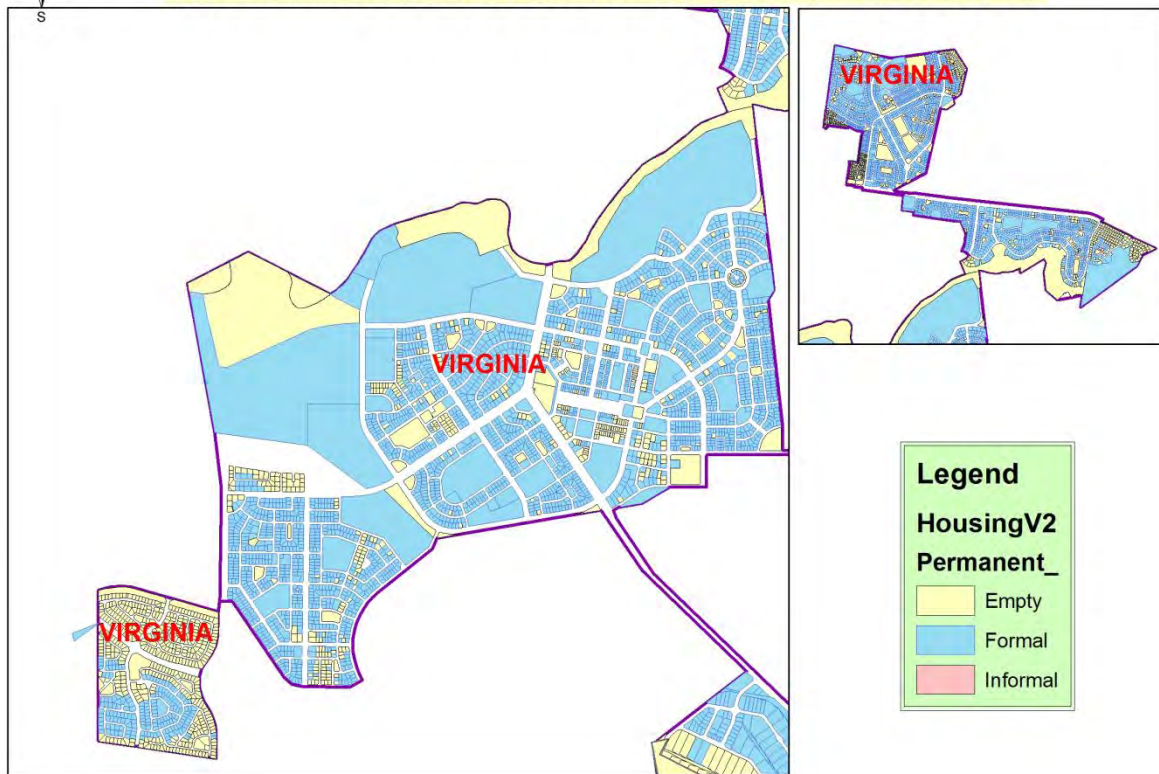 S
VIRGINIA
VIRGINIA
VIRGINIA
Legend
HousingV2
Permanent_
Empty
Formal
Informal